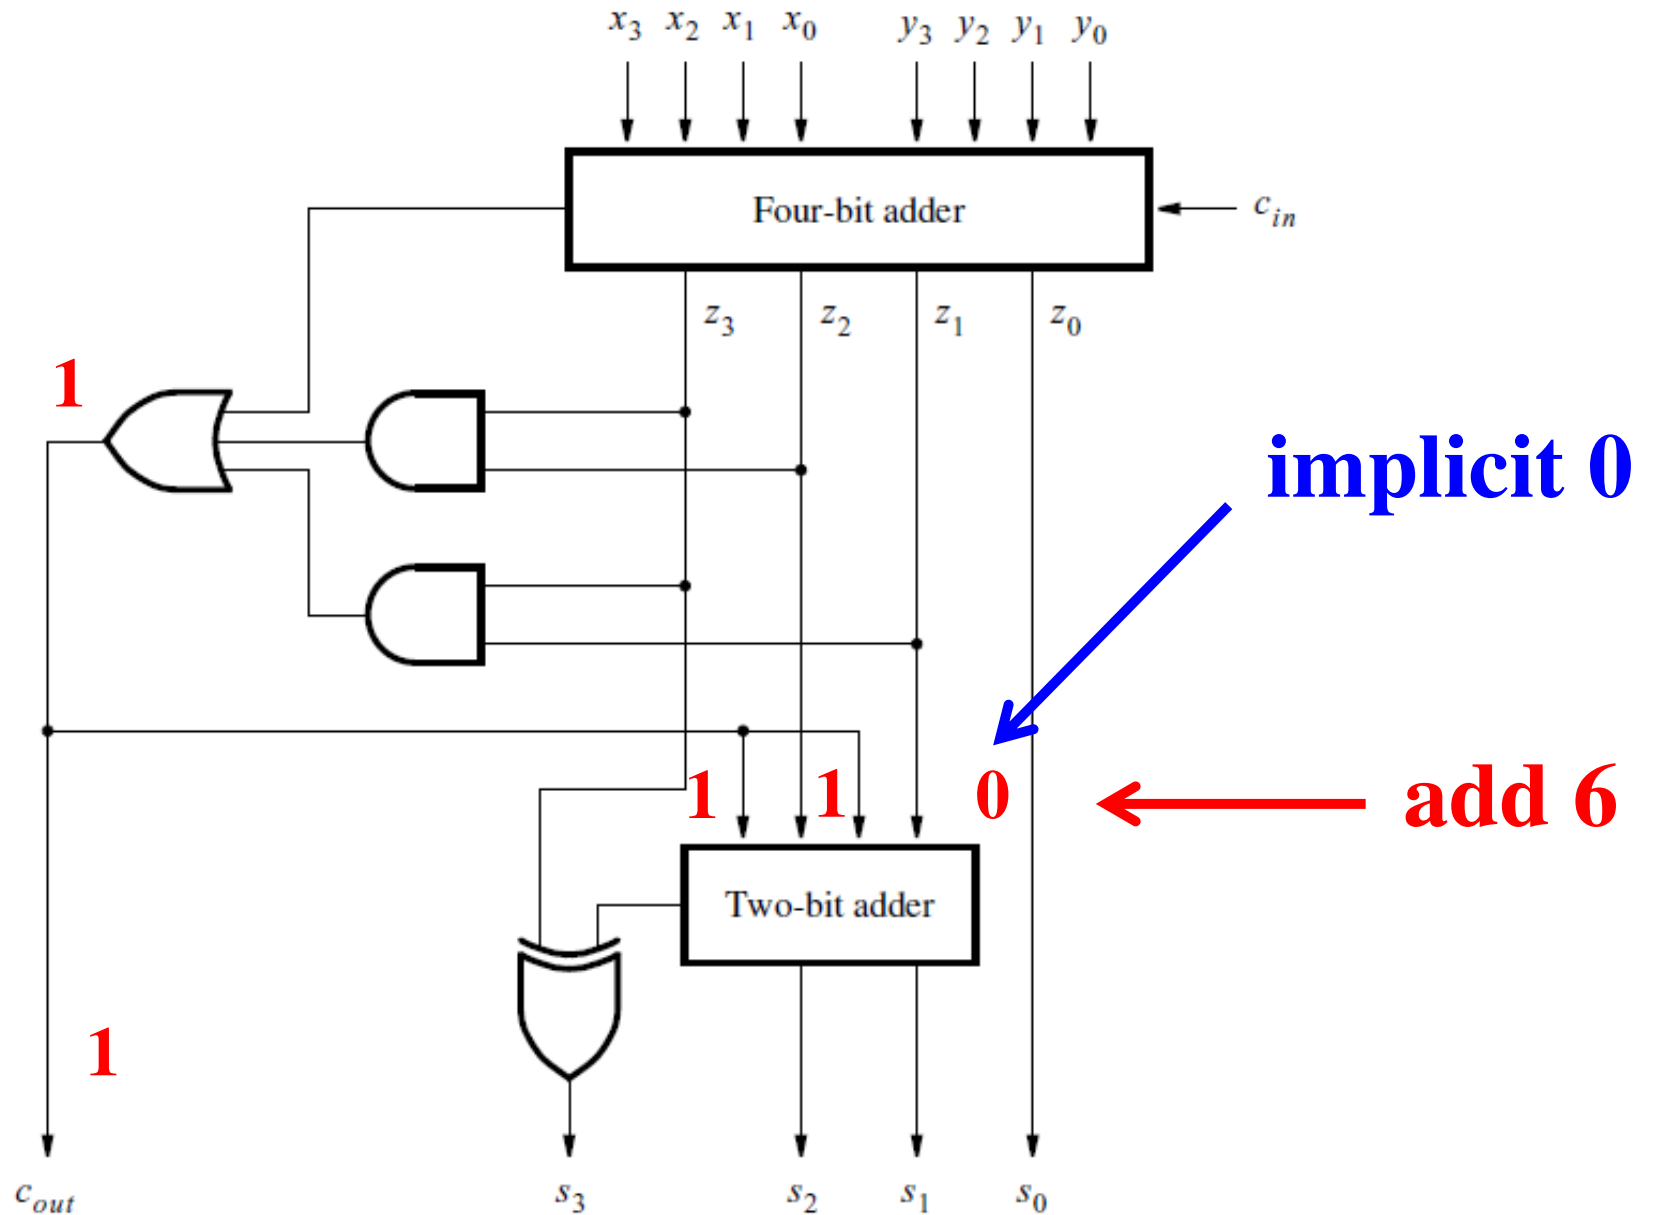 x3 x2 x1 x0 y3 y2 y1 y0
Four-bit adder
cin
z3 z2 z1 z0
1
implicit 0
1 1 0
add 6
Two-bit adder
1
cout s3 s2 s1 s0